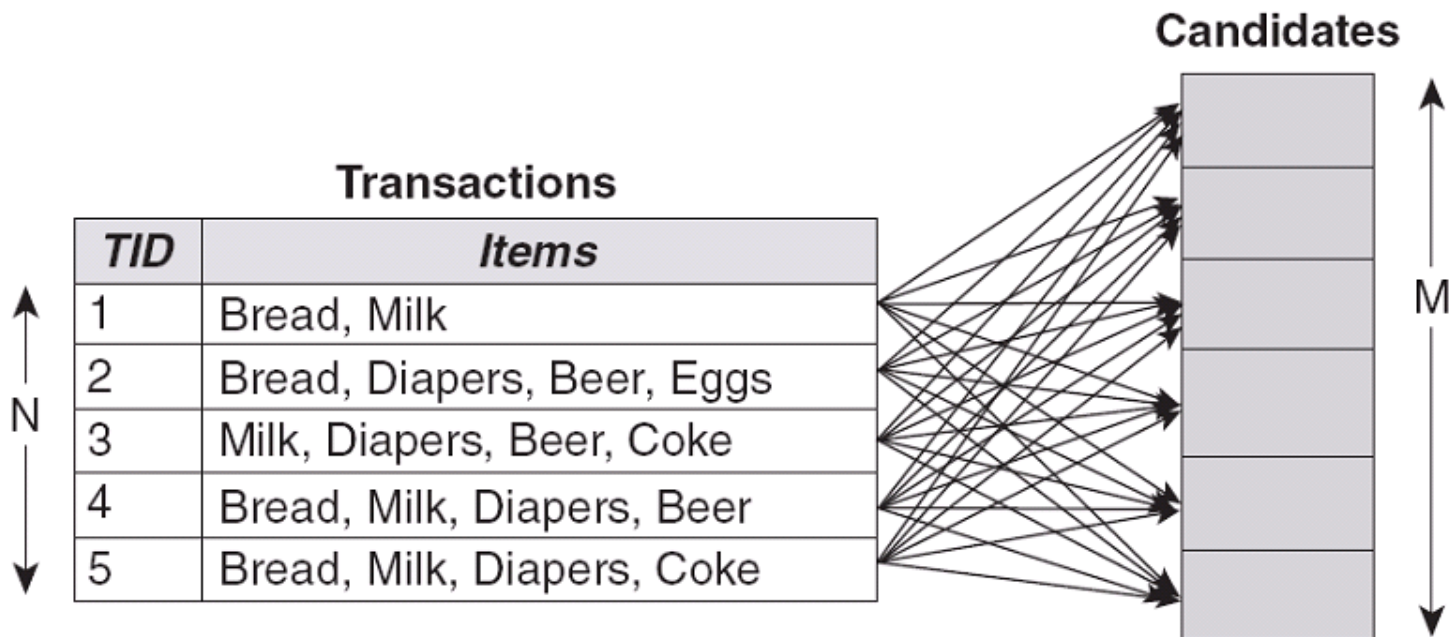 Candidates
Transactions
TID Items
1 Bread, Milk
2 Bread, Diapers, Beer, Eggs
3 Milk, Diapers, Beer, Coke
4 Bread, Milk, Diapers, Beer
5 Bread, Milk, Diapers, Coke
N
M